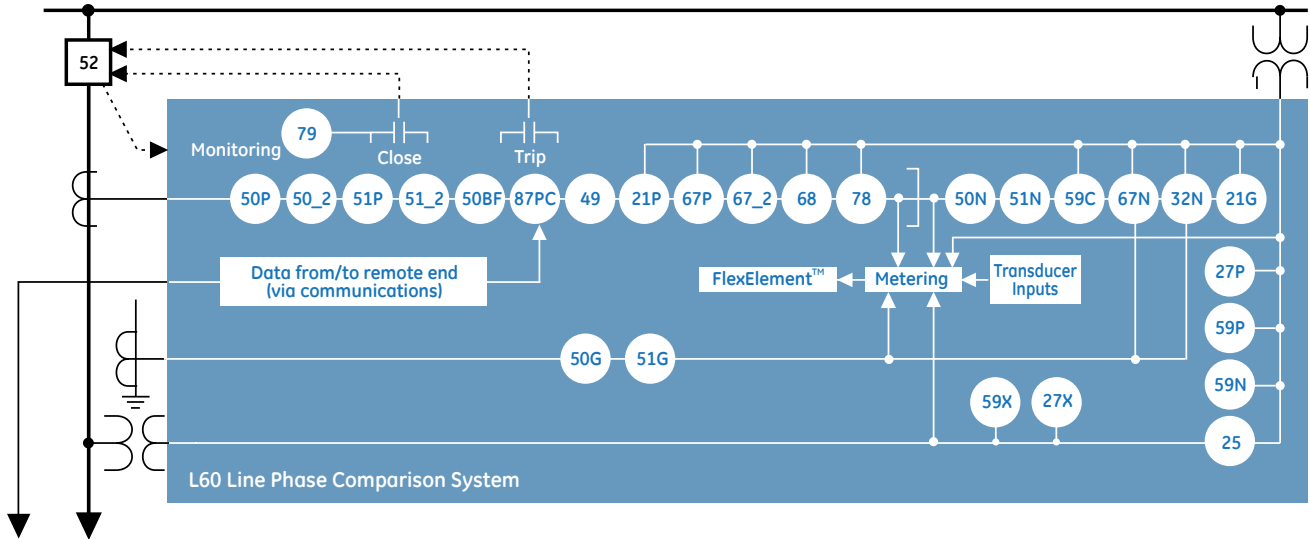 52
Monitoring
79
Close
Trip
50P
50_2
51P
51_2
50BF
87PC
49
21P
67P
67_2
68
78
50N
51N
59C
67N
32N
21G
Data from/to remote end
(via communications)
FlexElement™
Metering
Transducer
Inputs
27P
59P
50G
51G
59N
59X
27X
25
L60 Line Phase Comparison System